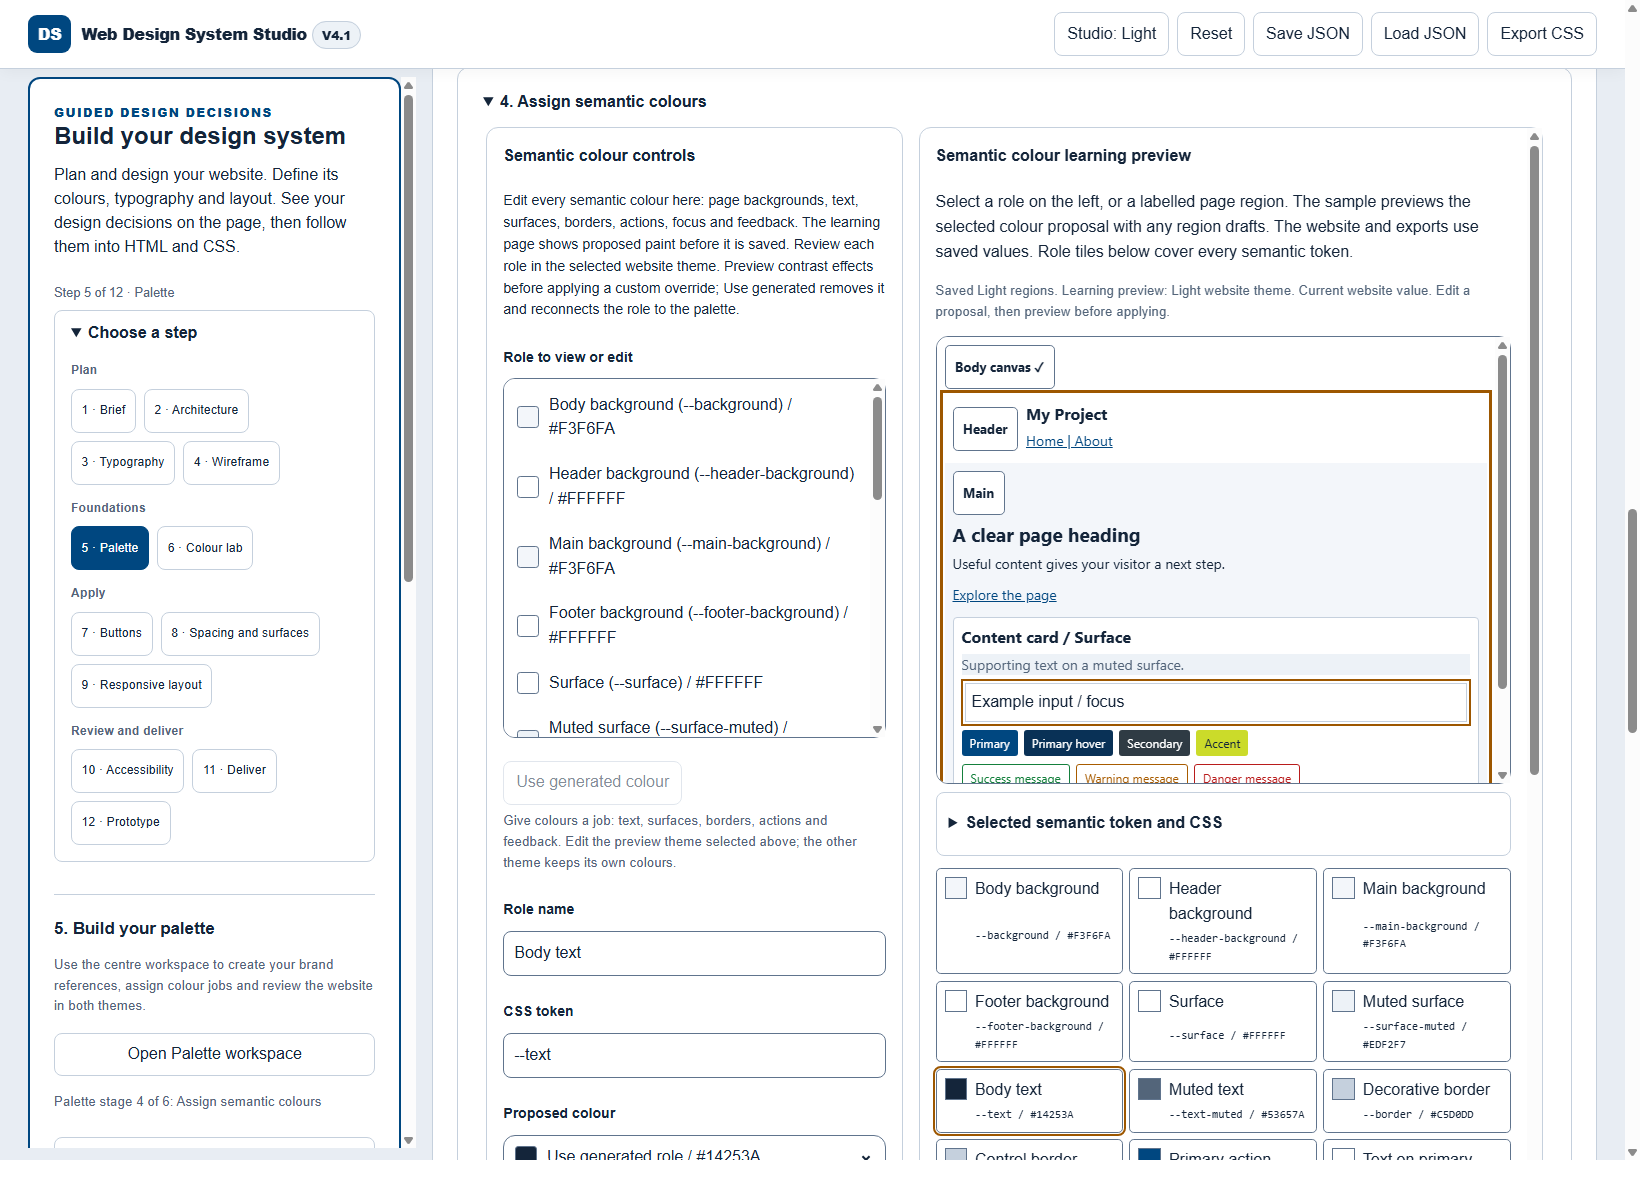 DS Web Design System Studio V4.1
Studio: Light
Reset
Save JSON
Load JSON
Export CSS
GUIDED DESIGN DECISIONS
Build your design system
Plan and design your website. Define its
colours, typography and layout. See your
design decisions on the page, then follow
them into HTML and CSS.
Step 5 of 12 · Palette
▼ Choose a step
Plan
1 · Brief
2 · Architecture
3 · Typography
4 · Wireframe
Foundations
5 · Palette
6 · Colour lab
Apply
7 · Buttons
8 · Spacing and surfaces
9 · Responsive layout
Review and deliver
10 · Accessibility
11 · Deliver
12 · Prototype
5. Build your palette
Use the centre workspace to create your brand
references, assign colour jobs and review the website
in both themes.
Open Palette workspace
Palette stage 4 of 6: Assign semantic colours
▼ 4. Assign semantic colours
Semantic colour controls
Edit every semantic colour here: page backgrounds, text,
surfaces, borders, actions, focus and feedback. The learning
page shows proposed paint before it is saved. Review each
role in the selected website theme. Preview contrast effects
before applying a custom override; Use generated removes it
and reconnects the role to the palette.
Role to view or edit
Body background (--background) /
#F3F6FA
Header background (--header-background)
/ #FFFFFF
Main background (--main-background) /
#F3F6FA
Footer background (--footer-background) /
#FFFFFF
Surface (--surface) / #FFFFFF
Muted surface (--surface-muted) /
Use generated colour
Give colours a job: text, surfaces, borders, actions and
feedback. Edit the preview theme selected above; the other
theme keeps its own colours.
Role name
Body text
CSS token
--text
Proposed colour
Use generated role / #14253A
Semantic colour learning preview
Select a role on the left, or a labelled page region. The sample previews the
selected colour proposal with any region drafts. The website and exports use
saved values. Role tiles below cover every semantic token.
Saved Light regions. Learning preview: Light website theme. Current website value. Edit a
proposal, then preview before applying.
Body canvas ✓
Header
My Project
Home | About
Main
A clear page heading
Useful content gives your visitor a next step.
Explore the page
Content card / Surface
Supporting text on a muted surface.
Example input / focus
Primary
Primary hover
Secondary
Accent
Success message
Warning message
Danger message
▶ Selected semantic token and CSS
Body background
--background / #F3F6FA
Header
background
--header-background /
#FFFFFF
Main background
--main-background /
#F3F6FA
Footer background
--footer-background /
#FFFFFF
Surface
--surface / #FFFFFF
Muted surface
--surface-muted /
#EDF2F7
Body text
--text / #14253A
Muted text
--text-muted / #53657A
Decorative border
--border / #C5D0DD
Control border
Primary action
Text on primary